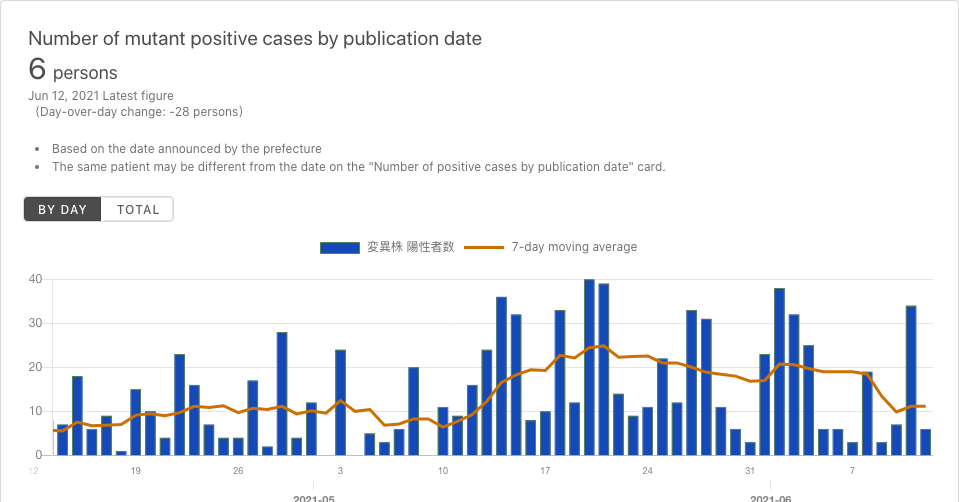 Number of mutant positive cases by publication date
6 persons
Jun 12, 2021 Latest figure
(Day-over-day change: -28 persons)
• Based on the date announced by the prefecture
• The same patient may be different from the date on the "Number of positive cases by publication date" card.
BY DAY TOTAL
変異株 陽性者数 7-day moving average
40
30
20
10
0
12 19 26 3 10 17 24 31 7
2021-05 2021-06